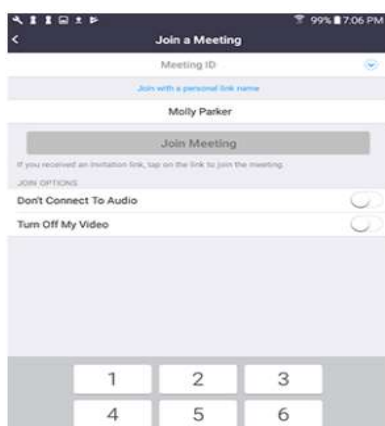 99% 7:06 PM
Join a Meeting
Meeting ID
Join with a personal link name
Molly Parker
Join Meeting
If you received an invitation link, tap on the link to join the meeting.
JOIN OPTIONS
Don't Connect To Audio
Turn Off My Video
1 2 3
4 5 6